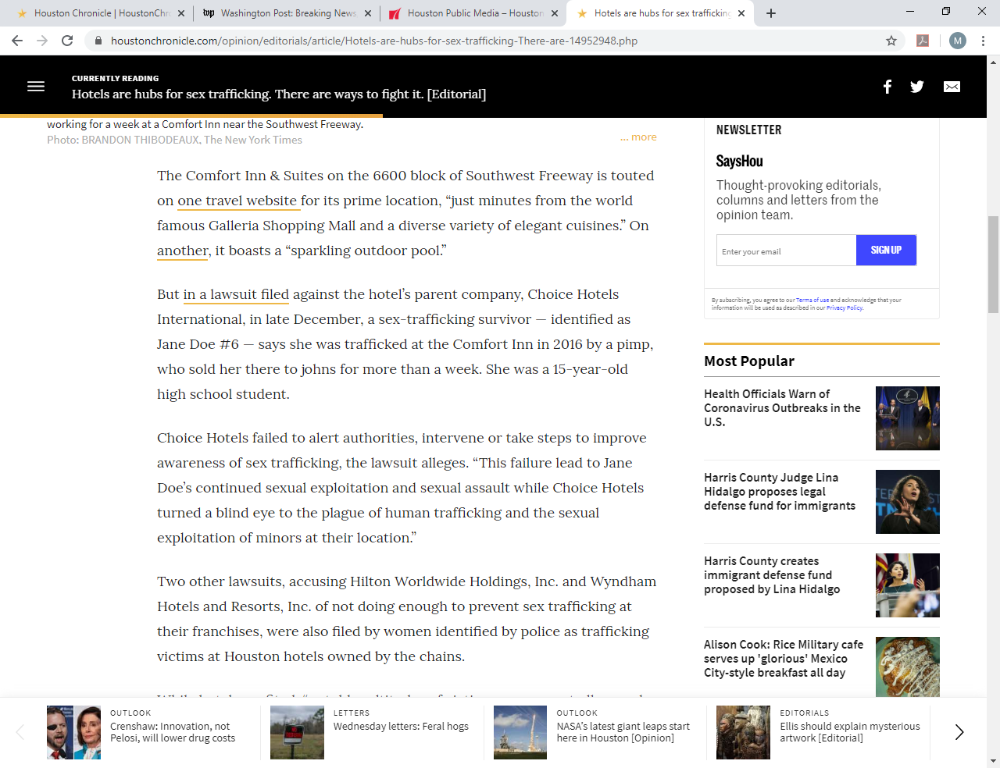 Houston Chronicle | HoustonChr
Washington Post: Breaking News,
Houston Public Media – Houston
Hotels are hubs for sex trafficking
houstonchronicle.com/opinion/editorials/article/Hotels-are-hubs-for-sex-trafficking-There-are-14952948.php
M
CURRENTLY READING
Hotels are hubs for sex trafficking. There are ways to fight it. [Editorial]
working for a week at a Comfort Inn near the Southwest Freeway.
Photo: BRANDON THIBODEAUX, The New York Times
... more
The Comfort Inn & Suites on the 6600 block of Southwest Freeway is touted
on one travel website for its prime location, “just minutes from the world
famous Galleria Shopping Mall and a diverse variety of elegant cuisines.” On
another, it boasts a “sparkling outdoor pool.”
But in a lawsuit filed against the hotel’s parent company, Choice Hotels
International, in late December, a sex-trafficking survivor — identified as
Jane Doe #6 — says she was trafficked at the Comfort Inn in 2016 by a pimp,
who sold her there to johns for more than a week. She was a 15-year-old
high school student.
Choice Hotels failed to alert authorities, intervene or take steps to improve
awareness of sex trafficking, the lawsuit alleges. “This failure lead to Jane
Doe’s continued sexual exploitation and sexual assault while Choice Hotels
turned a blind eye to the plague of human trafficking and the sexual
exploitation of minors at their location.”
Two other lawsuits, accusing Hilton Worldwide Holdings, Inc. and Wyndham
Hotels and Resorts, Inc. of not doing enough to prevent sex trafficking at
their franchises, were also filed by women identified by police as trafficking
victims at Houston hotels owned by the chains.
NEWSLETTER
SaysHou
Thought-provoking editorials,
columns and letters from the
opinion team.
Enter your email
SIGN UP
By subscribing, you agree to our Terms of use and acknowledge that your
information will be used as described in our Privacy Policy.
Most Popular
Health Officials Warn of
Coronavirus Outbreaks in the
U.S.
Harris County Judge Lina
Hidalgo proposes legal
defense fund for immigrants
Harris County creates
immigrant defense fund
proposed by Lina Hidalgo
Alison Cook: Rice Military cafe
serves up 'glorious' Mexico
City-style breakfast all day
OUTLOOK
Crenshaw: Innovation, not
Pelosi, will lower drug costs
LETTERS
Wednesday letters: Feral hogs
OUTLOOK
NASA’s latest giant leaps start
here in Houston [Opinion]
EDITORIALS
Ellis should explain mysterious
artwork [Editorial]